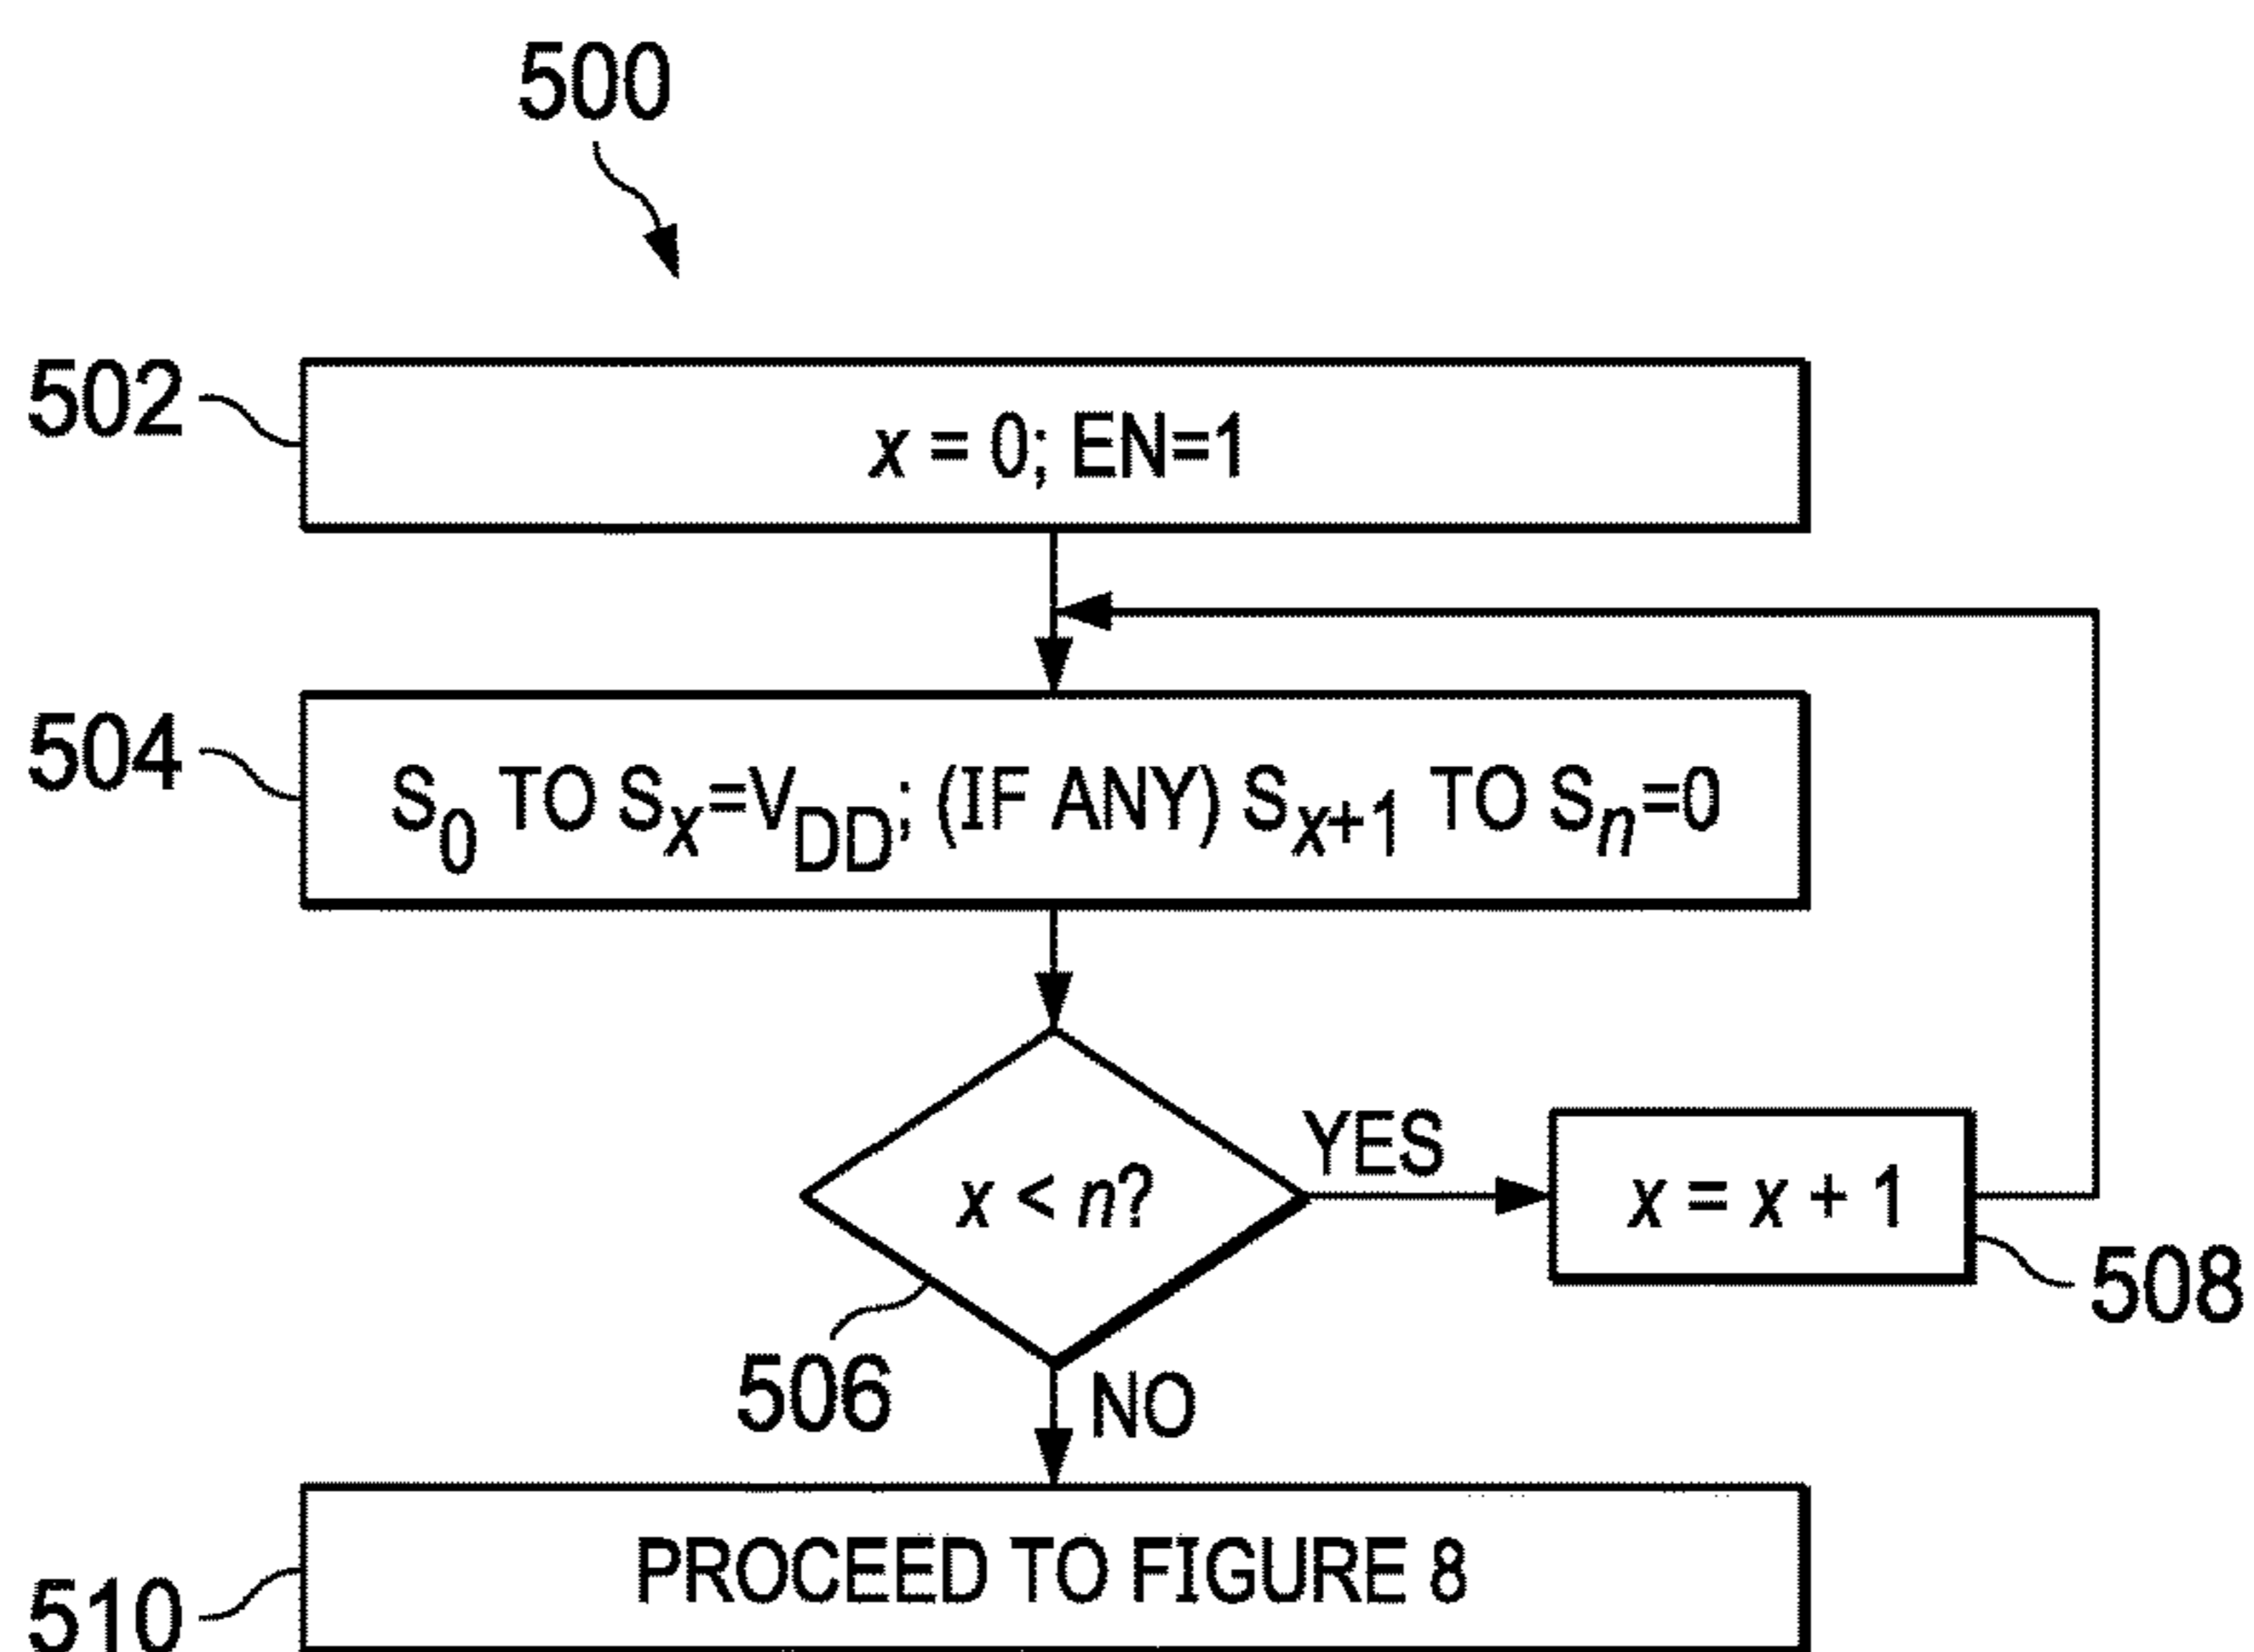 500
502
x = 0; EN=1
504
S0 TO Sx=VDD; (IF ANY) Sx+1 TO Sn=0
x < n?
YES
x = x + 1
508
506
NO
PROCEED TO FIGURE 8
510